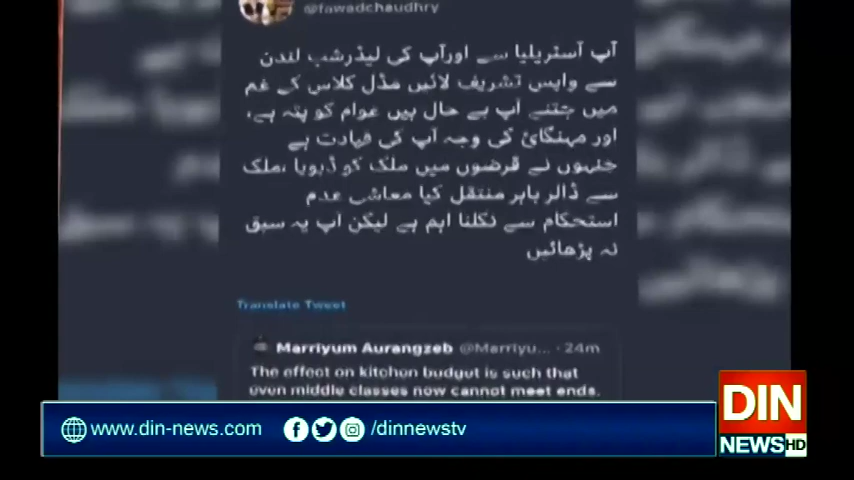 @fawadchaudhry
آپ آسٹریلیا سے اورآپ کی لیڈرشب لندن
سے واپس تشریف لائیں مڈل کلاس کے غم
میں جتنے آپ بے حال ہیں عوام کو پتہ ہے،
اور مہنگائ کی وجہ آپ کی قیادت ہے
جنہوں نے قرضوں میں ملک کو ڈبویا ،ملک
سے ڈالر باہر منتقل کیا معاشی عدم
استحکام سے نکلنا اہم ہے لیکن آپ یہ سبق
نہ پڑھائیں
Translate Tweet
Marriyum Aurangzeb @Marriyu... · 24m
The effect on kitchen budget is such that
even middle classes now cannot meet ends.
www.din-news.com /dinnewstv
DIN
NEWS HD